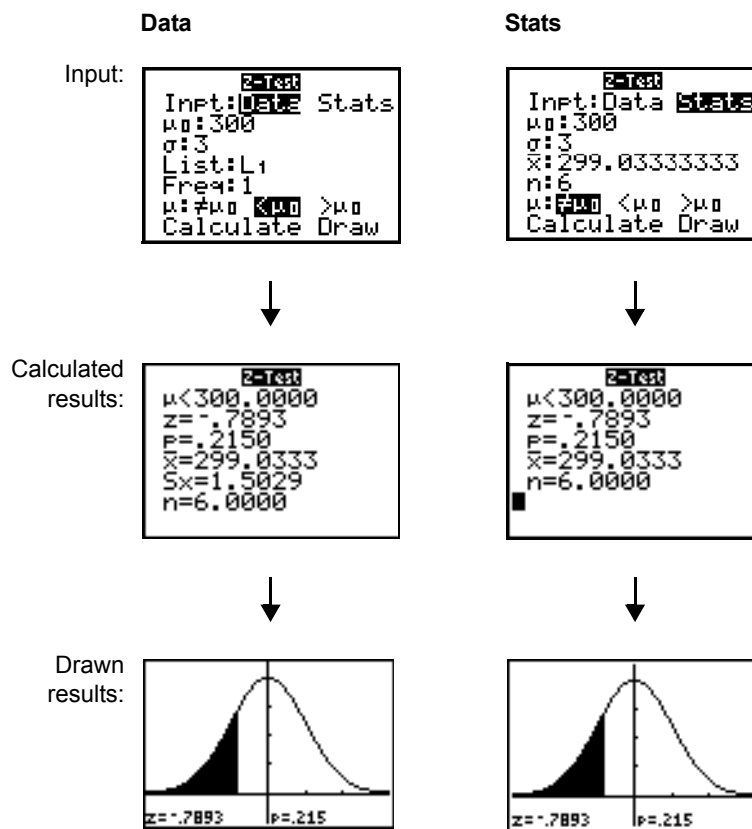 Data
Stats
Input:
Z-Test
Inpt:Data Stats
μ0:300
σ:3
List:L1
Freq:1
μ:≠μ0 <μ0 >μ0
Calculate Draw
Z-Test
Inpt:Data Stats
μ0:300
σ:3
x̄:299.03333333
n:6
μ:≠μ0 <μ0 >μ0
Calculate Draw
Calculated
results:
Z-Test
μ<300.0000
z=-.7893
p=.2150
x̄=299.0333
Sx=1.5029
n=6.0000
Z-Test
μ<300.0000
z=-.7893
p=.2150
x̄=299.0333
n=6.0000
Drawn
results:
z=-.7893 p=.215
z=-.7893 p=.215